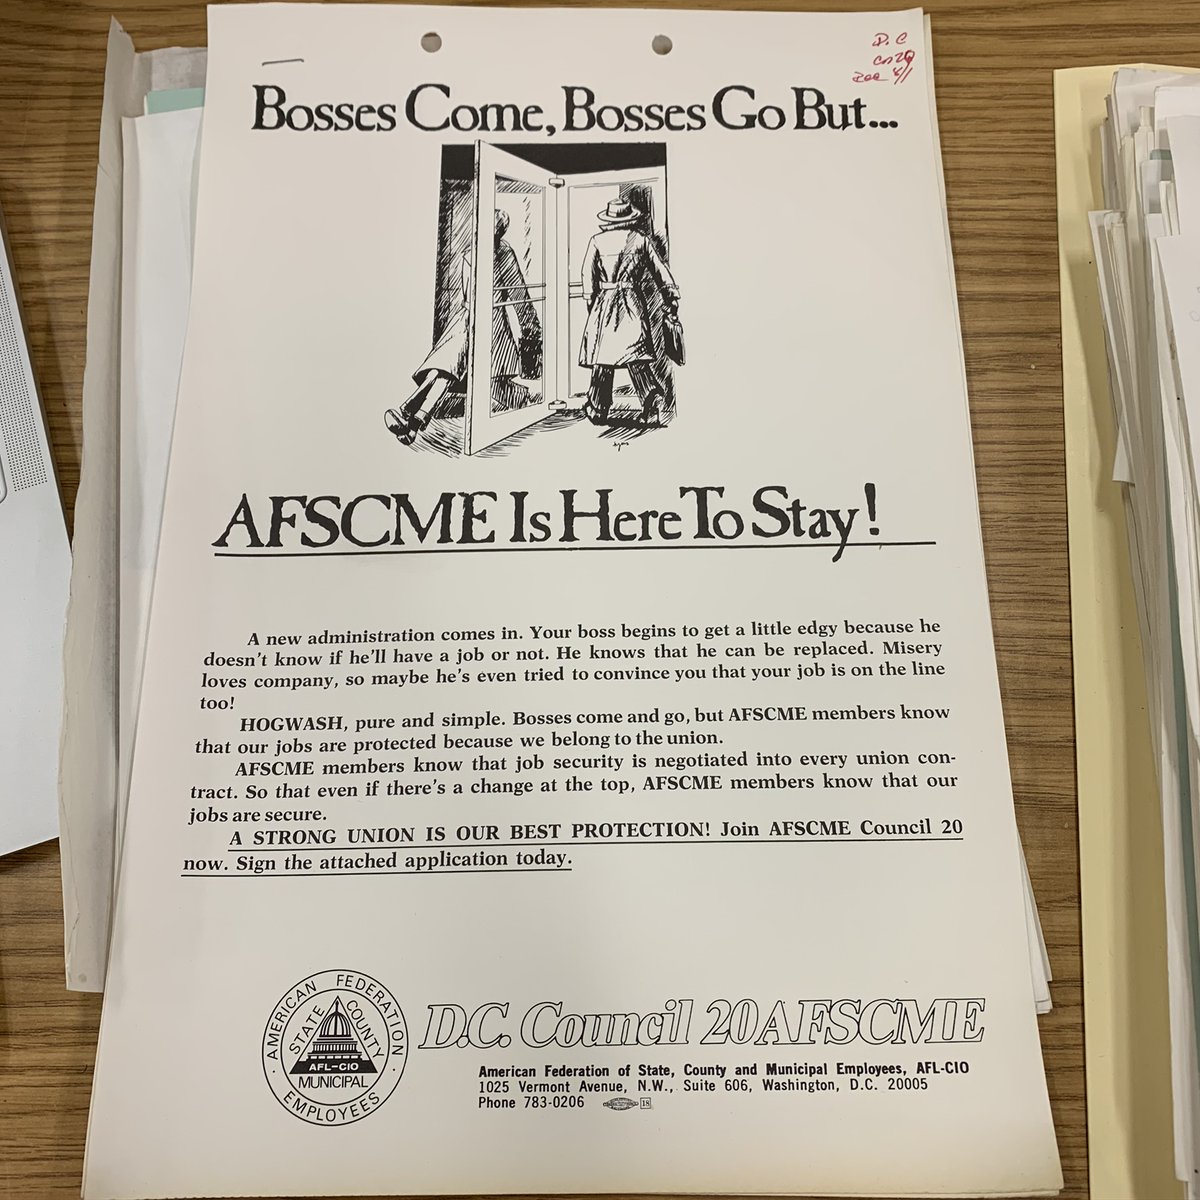 D.C
Bosses Come, Bosses Go But...
AFSCME Is Here To Stay!
A new administration comes in. Your boss begins to get a little edgy because he
doesn't know if he'll have a job or not. He knows that he can be replaced. Misery
loves company, so maybe he's even tried to convince you that your job is on the line
too!
HOGWASH, pure and simple. Bosses come and go, but AFSCME members know
that our jobs are protected because we belong to the union.
AFSCME members know that job security is negotiated into every union con-
tract. So that even if there's a change at the top, AFSCME members know that our
jobs are secure.
A STRONG UNION IS OUR BEST PROTECTION! Join AFSCME Council 20
now. Sign the attached application today.
AMERICAN FEDERATION
STATE COUNTY
AFL-CIO
MUNICIPAL
EMPLOYEES
D.C. Council 20 AFSCME
American Federation of State, County and Municipal Employees, AFL-CIO
1025 Vermont Avenue, N.W., Suite 606, Washington, D.C. 20005
Phone 783-0206 18